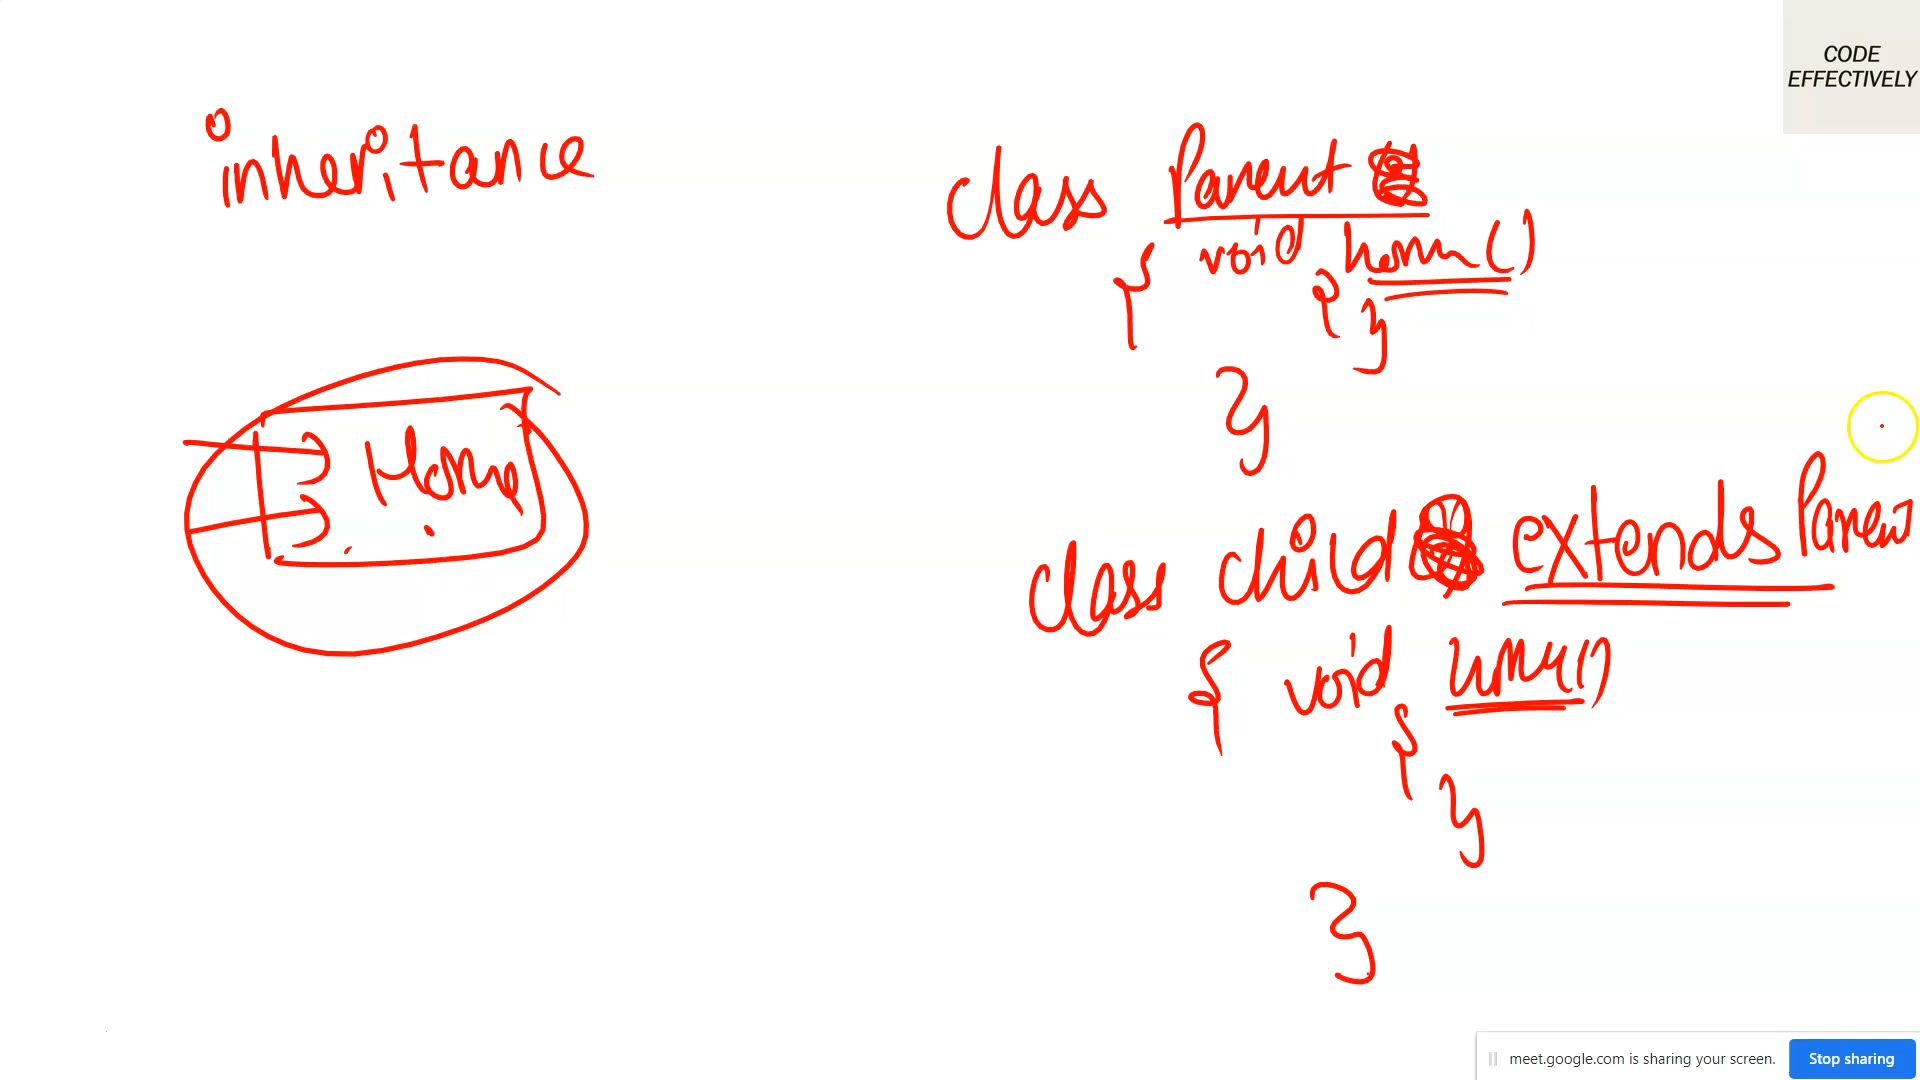 CODE
EFFECTIVELY
inheritance
class Parent
{ void home()
{ }
}
Home
class child extends Parent
{ void home()
{
}
}
meet.google.com is sharing your screen.
Stop sharing